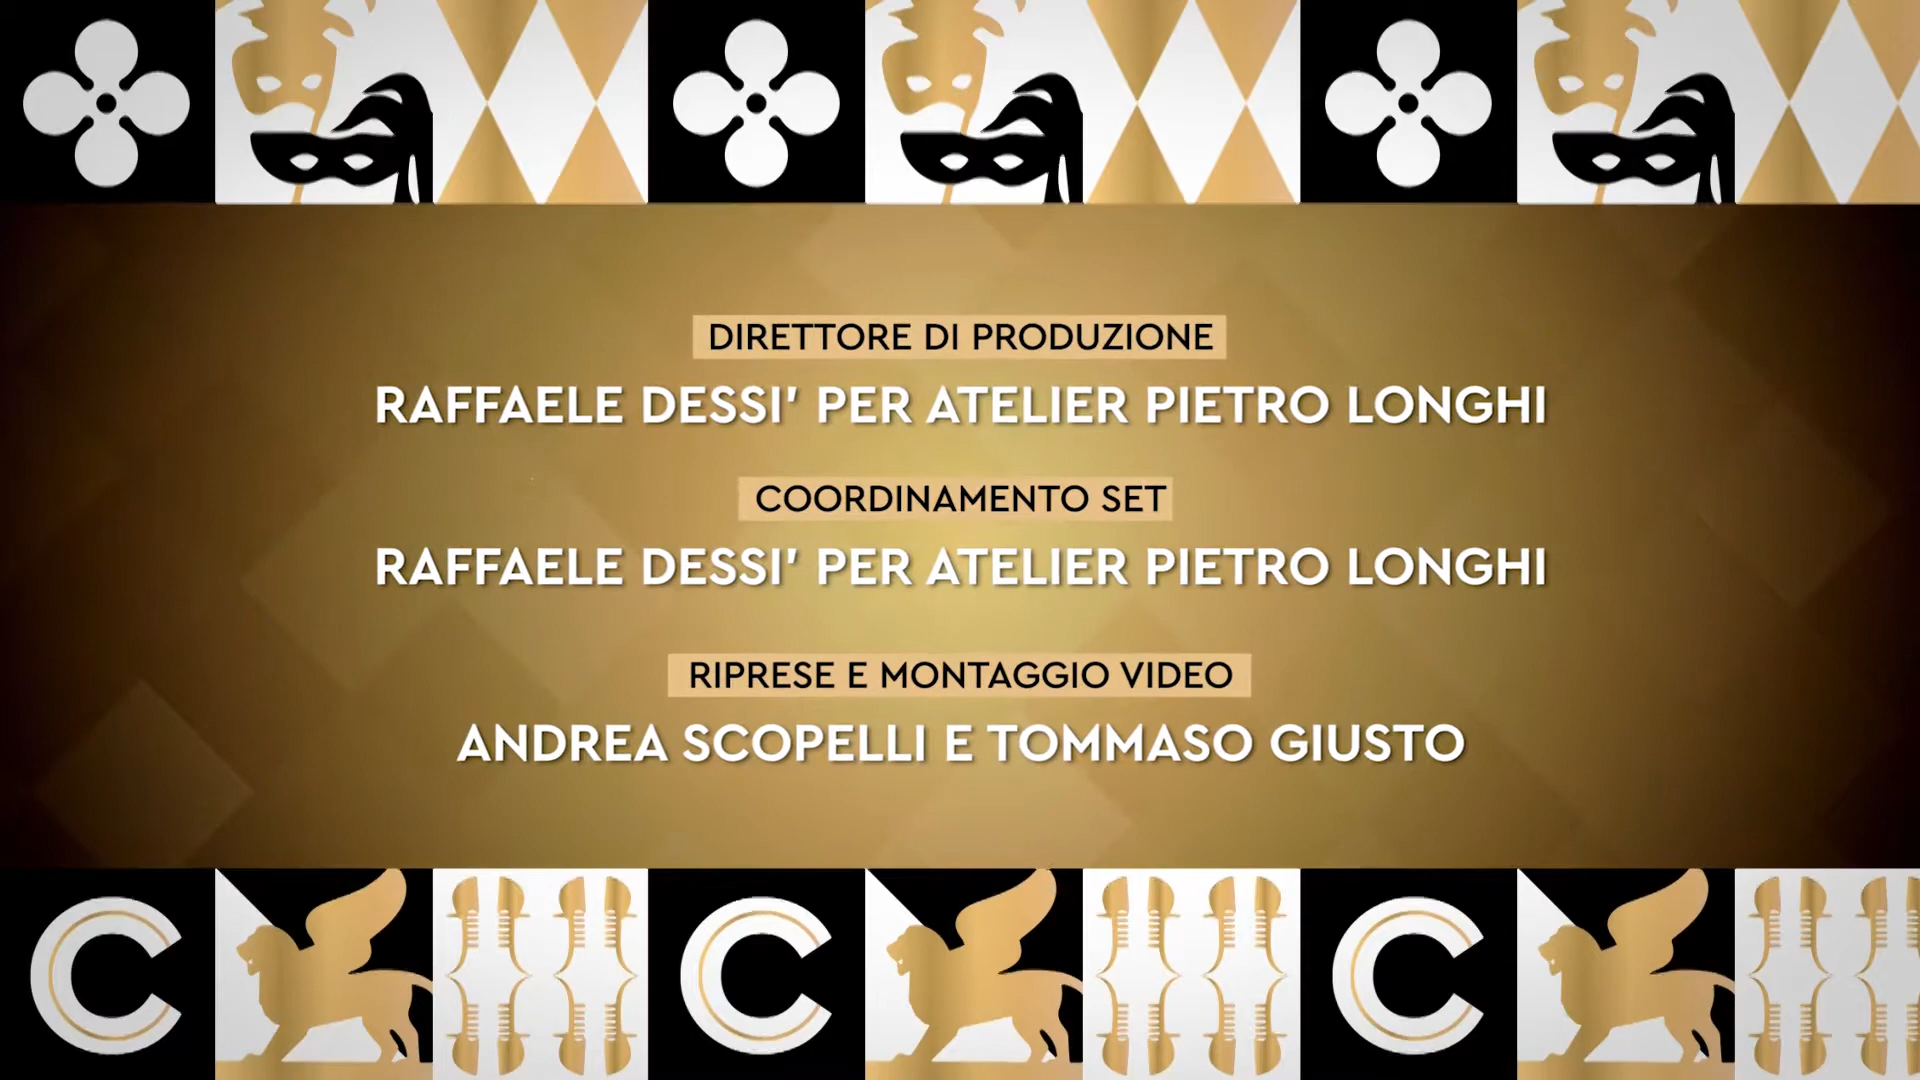 DIRETTORE DI PRODUZIONE
RAFFAELE DESSI' PER ATELIER PIETRO LONGHI
COORDINAMENTO SET
RAFFAELE DESSI' PER ATELIER PIETRO LONGHI
RIPRESE E MONTAGGIO VIDEO
ANDREA SCOPELLI E TOMMASO GIUSTO
C C C